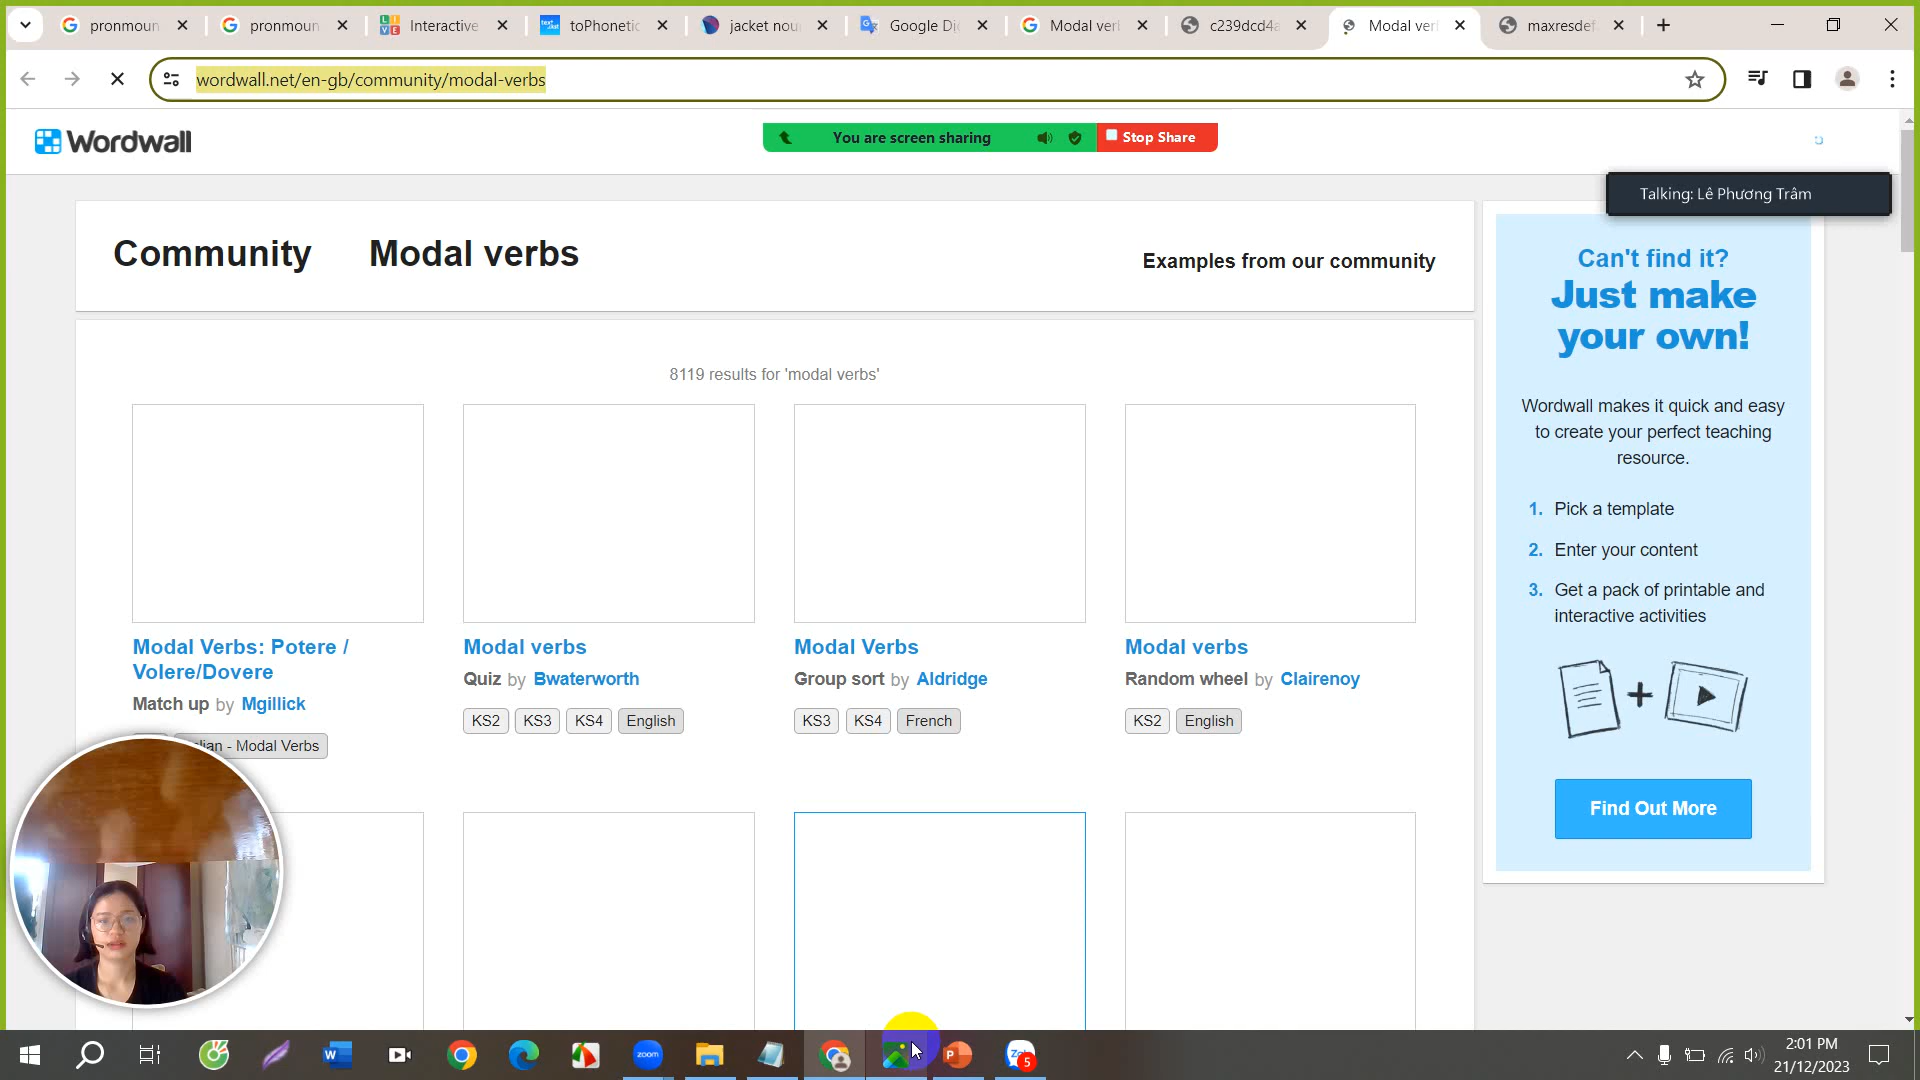 pronmoun
pronmoun
Interactive
toPhonetic
jacket nou
Google Di
Modal ver
c239dcd4a
Modal ver
maxresdef
wordwall.net/en-gb/community/modal-verbs
Wordwall
You are screen sharing
Stop Share
Talking: Lê Phương Trâm
Community
Modal verbs
Examples from our community
8119 results for 'modal verbs'
Modal Verbs: Potere /
Volere/Dovere
Match up by Mgillick
lian - Modal Verbs
Modal verbs
Quiz by Bwaterworth
KS2 KS3 KS4 English
Modal Verbs
Group sort by Aldridge
KS3 KS4 French
Modal verbs
Random wheel by Clairenoy
KS2 English
Can't find it?
Just make
your own!
Wordwall makes it quick and easy
to create your perfect teaching
resource.
1. Pick a template
2. Enter your content
3. Get a pack of printable and
interactive activities
Find Out More
zoom
5
2:01 PM
21/12/2023